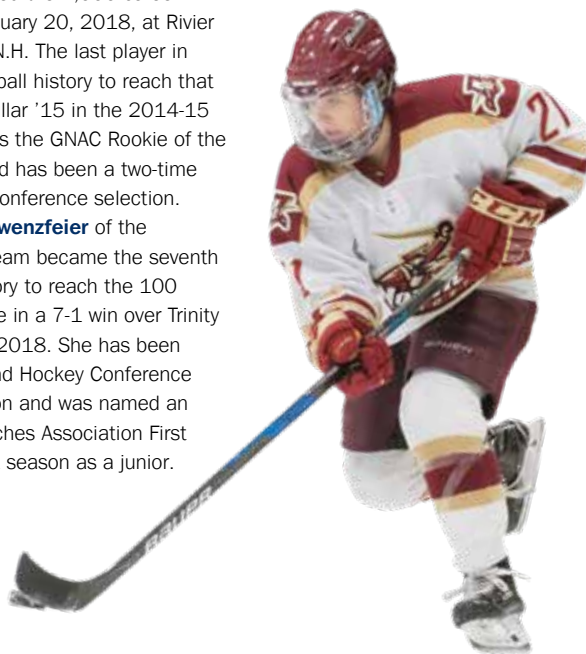 uary 20, 2018, at Rivier
N.H. The last player in
ball history to reach that
llar ’15 in the 2014-15
s the GNAC Rookie of the
d has been a two-time
onference selection.
wenzfeier of the
eam became the seventh
ory to reach the 100
e in a 7-1 win over Trinity
2018. She has been
nd Hockey Conference
on and was named an
ches Association First
season as a junior.
CCM
BAUER